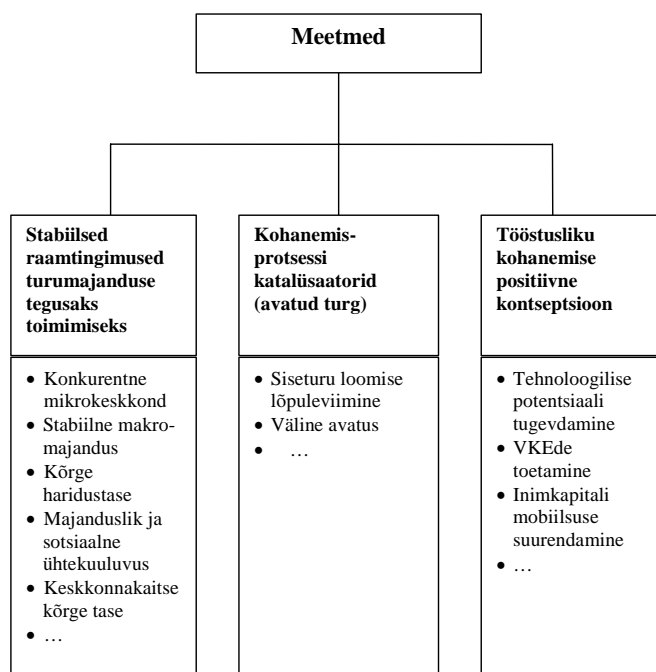 Meetmed
Stabiilsed
raamtingimused
turumajanduse
tegusaks
toimimiseks
• Konkurentne
mikrokeskkond
• Stabiilne makro-
majandus
• Kõrge
haridustase
• Majanduslik ja
sotsiaalne
ühtekuuluvus
• Keskkonnakaitse
kõrge tase
• …
Kohanemis-
protsessi
katalüsaatorid
(avatud turg)
• Siseturu loomise
lõpuleviimine
• Väline avatus
• …
Tööstusliku
kohanemise
positiivne
kontseptsioon
• Tehnoloogilise
potentsiaali
tugevdamine
• VKEde
toetamine
• Inimkapitali
mobiilsuse
suurendamine
• …